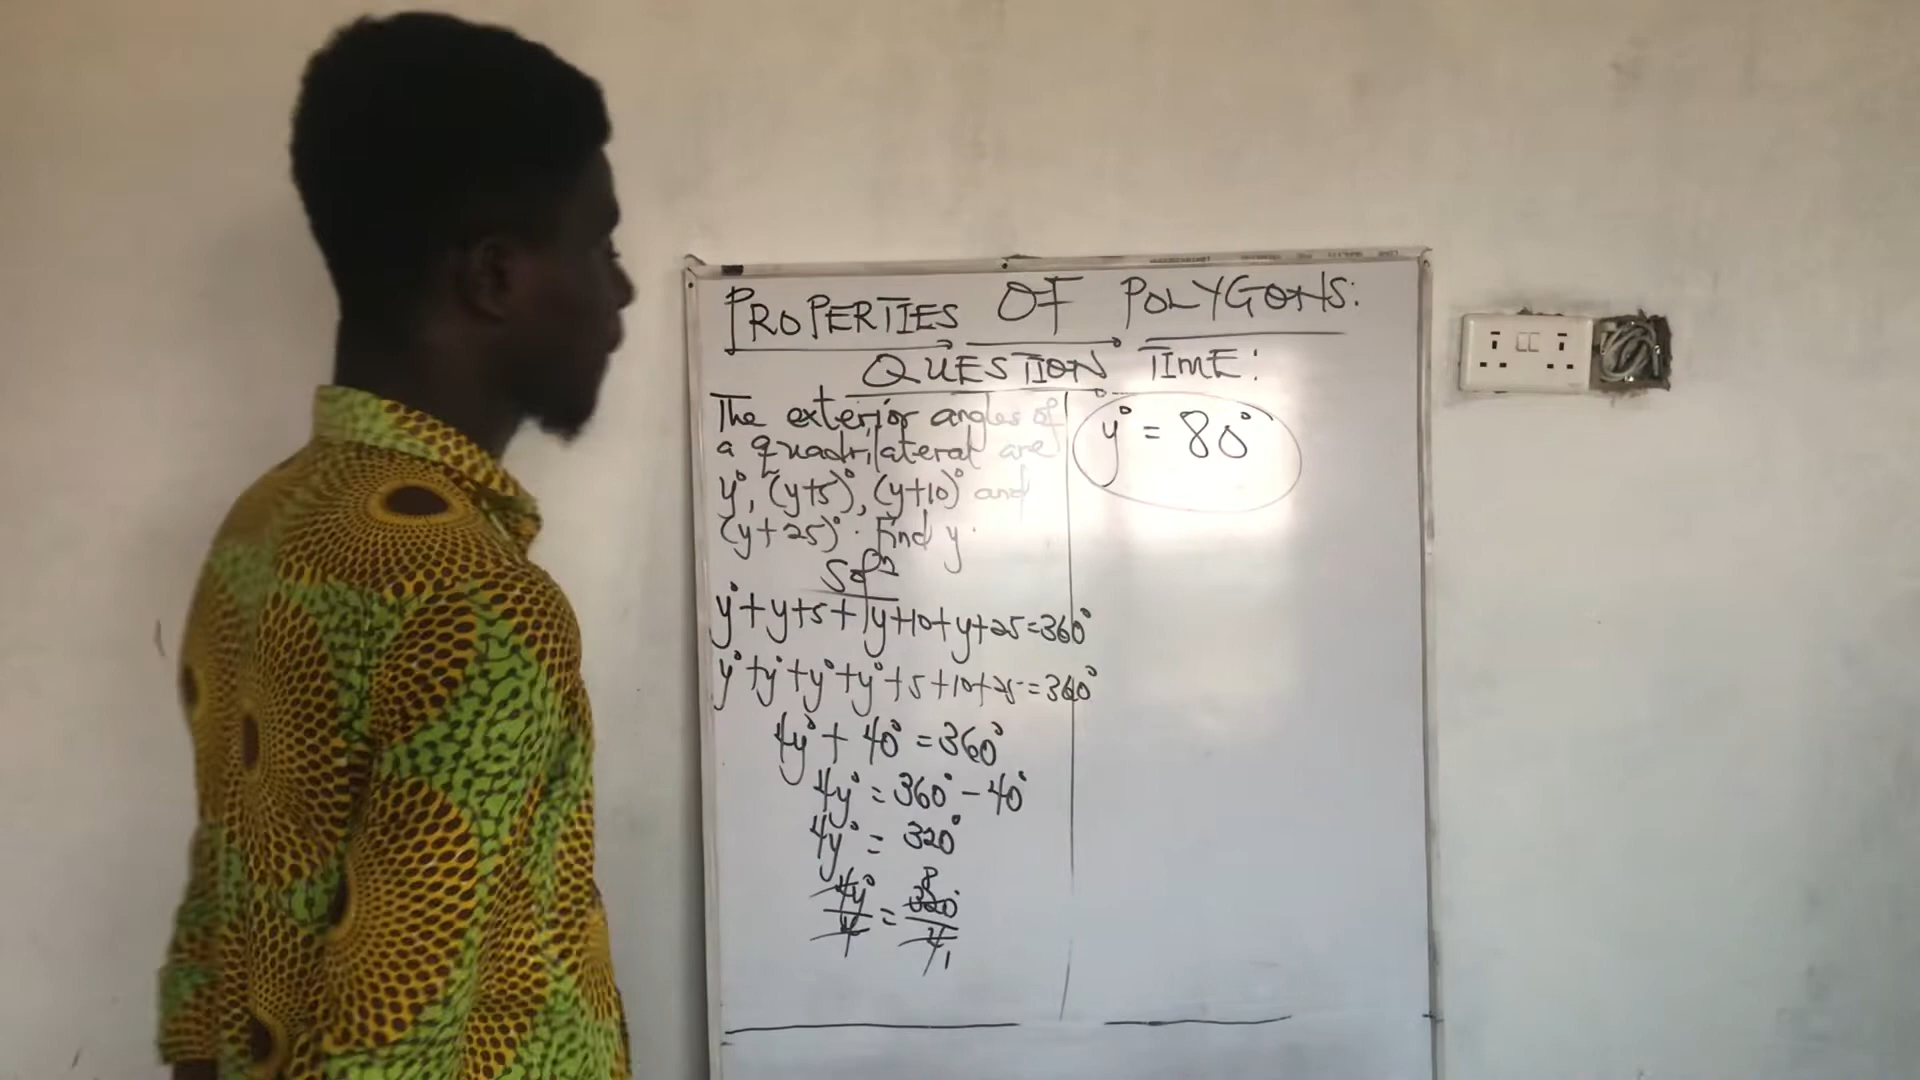 PROPERTIES OF POLYGONS:
QUESTION TIME:
The exterior angles of
a quadrilateral are
y°, (y+5)°, (y+10)° and
(y+25)°. Find y.
Sol^n
y°+y+5+y+10+y+25=360°
y°+y°+y°+y°+5+10+25=360°
4y°+40°=360°
4y°=360°-40°
4y°=320°
4y°/4=320°/4
8
1
y°=80°